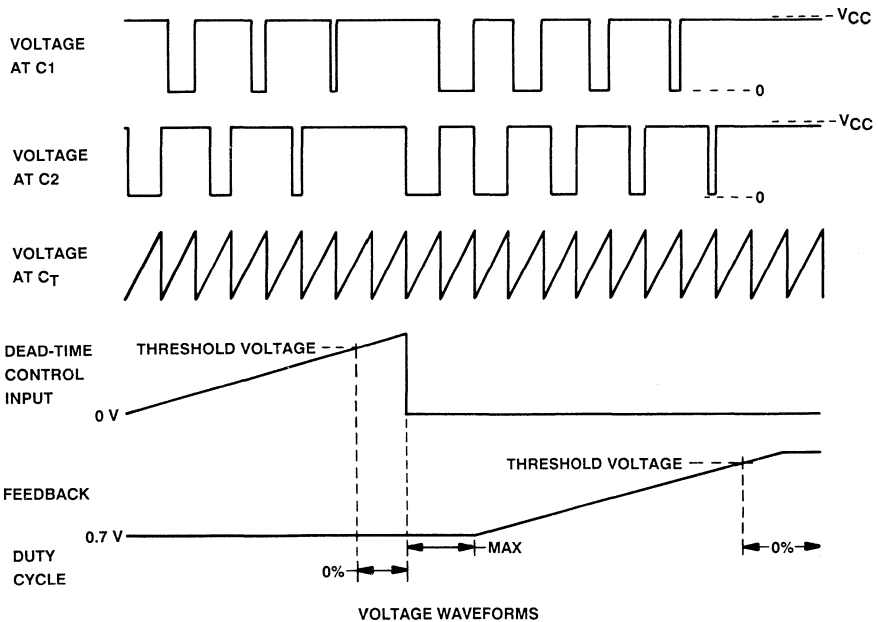 VOLTAGE
AT C1
VCC
0
VOLTAGE
AT C2
VCC
0
VOLTAGE
AT CT
DEAD-TIME
CONTROL
INPUT
THRESHOLD VOLTAGE
0 V
THRESHOLD VOLTAGE
FEEDBACK
0.7 V
DUTY
CYCLE
MAX
0%
0%
VOLTAGE WAVEFORMS